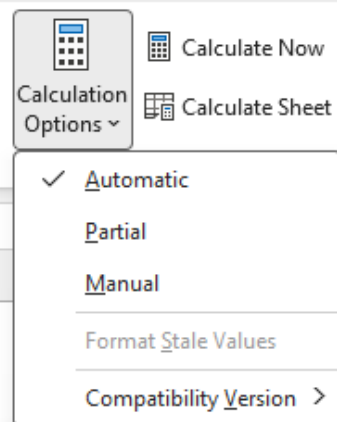 Calculation
Options
Calculate Now
Calculate Sheet
Automatic
Partial
Manual
Format Stale Values
Compatibility Version